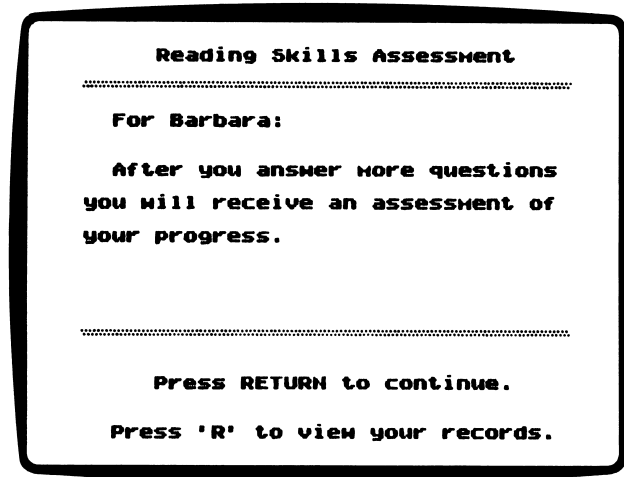 Reading Skills Assessment
For Barbara:
After you answer more questions
you will receive an assessment of
your progress.
Press RETURN to continue.
Press 'R' to view your records.